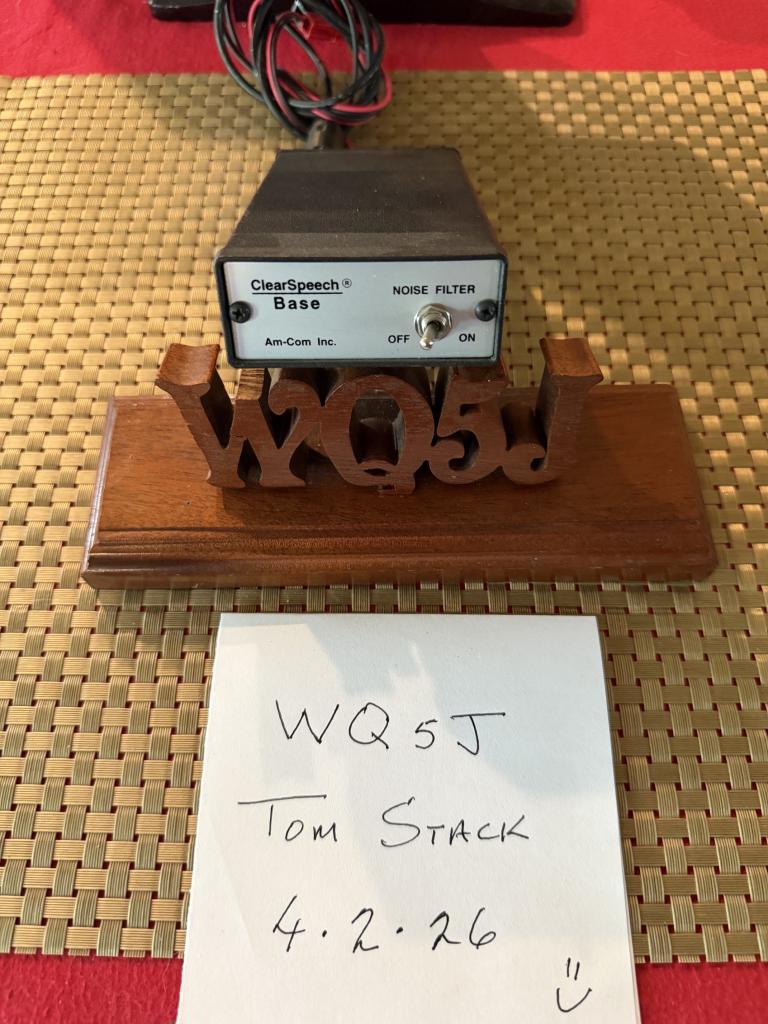 ClearSpeech®
Base
NOISE FILTER
Am-Com Inc.
OFF ON
WQ5J
WQ5J
Tom STACK
4.2.26